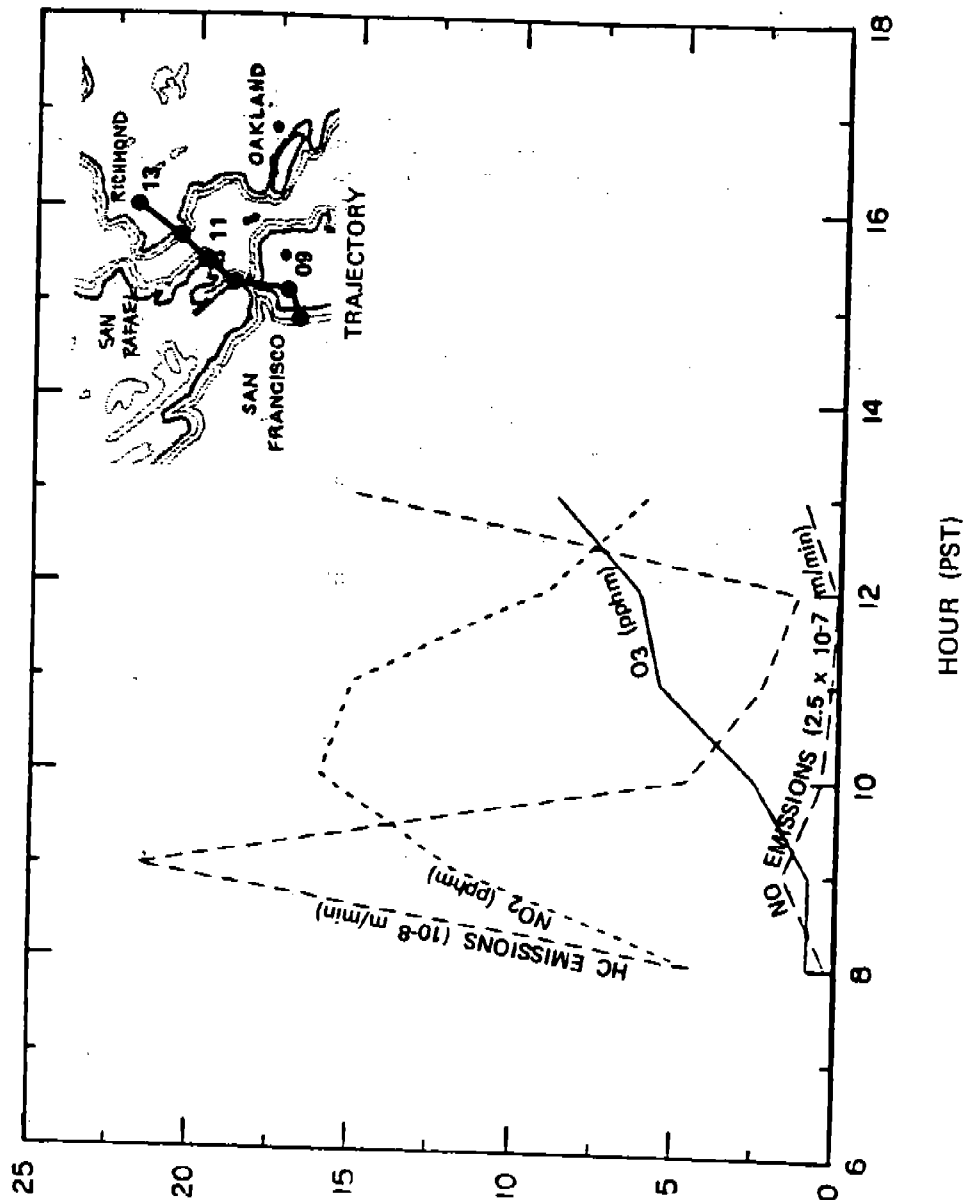 25
20
15
10
5
0
6
8
10
12
14
16
18
HOUR (PST)
HC EMISSIONS (10-8 m/min)
NO2 (pphm)
O3 (pphm)
NO EMISSIONS (2.5 x 10-7 m/min)
SAN
RAFAEL
RICHMOND
13
11
09
OAKLAND
SAN
FRANCISCO
TRAJECTORY